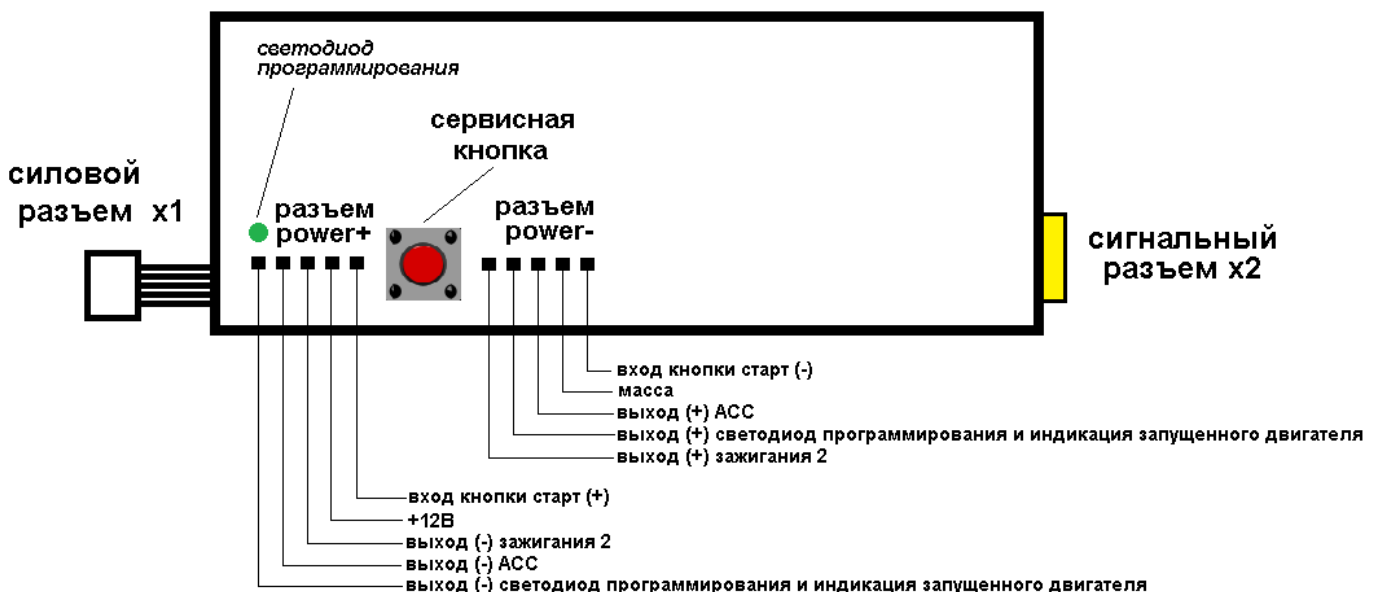 светодиод
программирования
сервисная
кнопка
силовой
разъем x1
разъем
power+
разъем
power-
сигнальный
разъем x2
вход кнопки старт (-)
масса
выход (+) ACC
выход (+) светодиод программирования и индикация запущенного двигателя
выход (+) зажигания 2
вход кнопки старт (+)
+12В
выход (-) зажигания 2
выход (-) ACC
выход (-) светодиод программирования и индикация запущенного двигателя